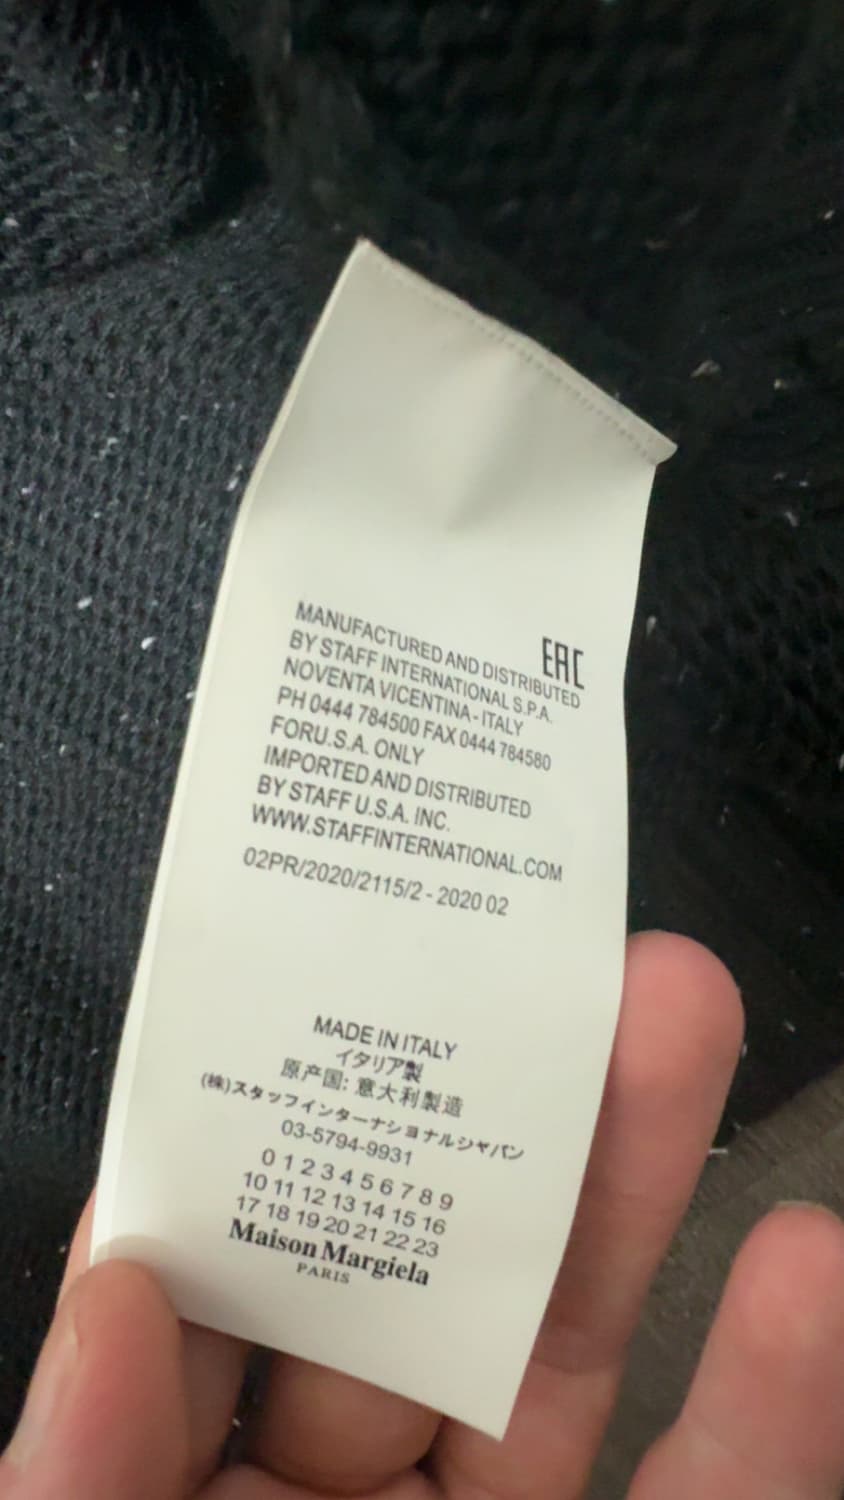 EAC
MANUFACTURED AND DISTRIBUTED
BY STAFF INTERNATIONAL S.P.A.
NOVENTA VICENTINA - ITALY
PH 0444 784500 FAX 0444 784580
FOR U.S.A. ONLY
IMPORTED AND DISTRIBUTED
BY STAFF U.S.A. INC.
WWW.STAFFINTERNATIONAL.COM
02PR/2020/2115/2 - 2020 02
MADE IN ITALY
イタリア製
原产国: 意大利製造
(株)スタッフインターナショナルジャパン
03-5794-9931
0 1 2 3 4 5 6 7 8 9
10 11 12 13 14 15 16
17 18 19 20 21 22 23
Maison Margiela
PARIS